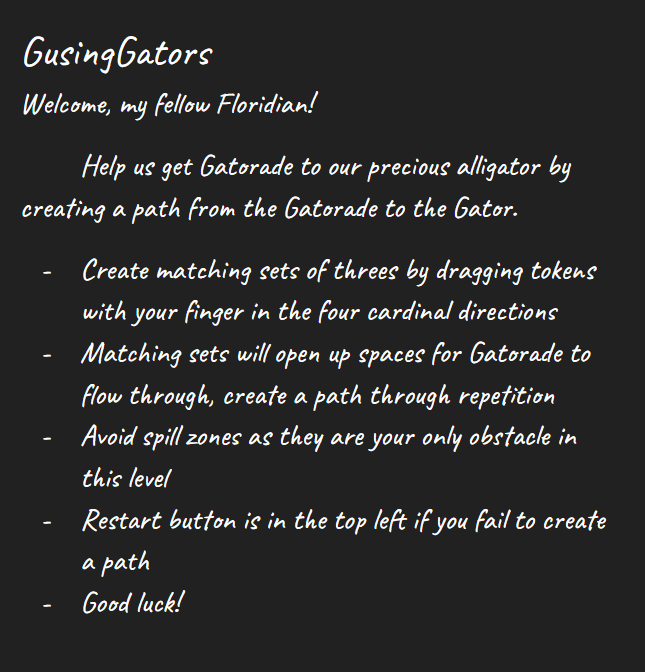 GusingGators
Welcome, my fellow Floridian!
Help us get Gatorade to our precious alligator by
creating a path from the Gatorade to the Gator.
- Create matching sets of threes by dragging tokens
with your finger in the four cardinal directions
- Matching sets will open up spaces for Gatorade to
flow through, create a path through repetition
- Avoid spill zones as they are your only obstacle in
this level
- Restart button is in the top left if you fail to create
a path
- Good luck!